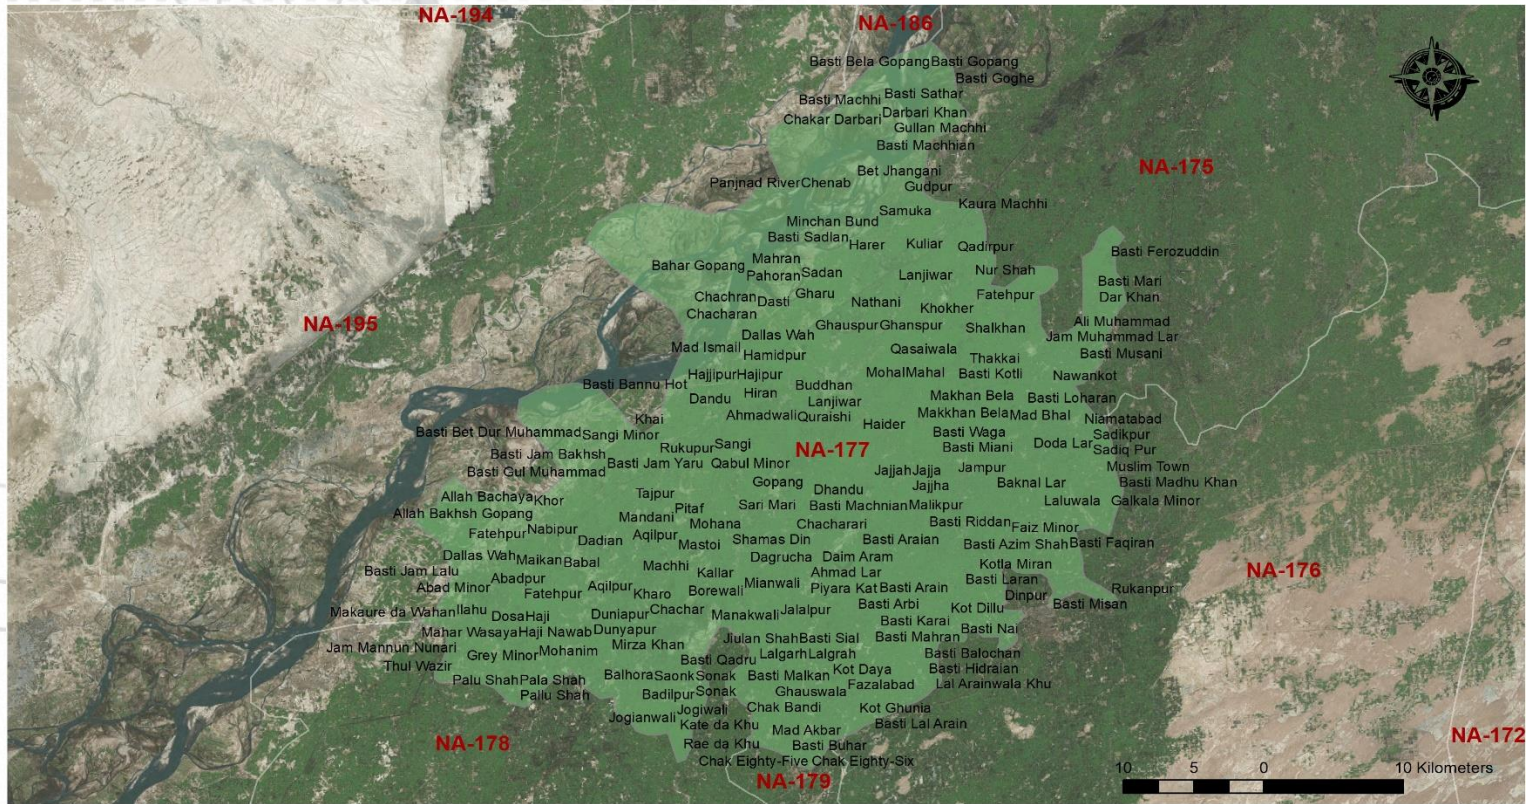 NA-194
NA-186
Basti Bela Gopang Basti Gopang
Basti Goghe
Basti Sathar
Basti Machhi
Darbari Khan
Chakar Darbari
Gullan Machhi
Basti Machhian
NA-175
Bet Jhangani
Panjnad River Chenab
Gudpur
Kaura Machhi
Samuka
Minchan Bund
Basti Sadlan
Harer
Kuliar
Qadirpur
Basti Ferozuddin
Mahran
Bahar Gopang
Pahoran
Sadan
Lanjiwar
Nur Shah
Basti Mari
Dar Khan
Chachran
Dasti
Gharu
Nathani
Fatehpur
Khokher
Chacharan
NA-195
Ghauspur Ghanspur
Shalkhan
Ali Muhammad
Jam Muhammad Lar
Dallas Wah
Mad Ismail
Hamidpur
Qasaiwala
Thakkai
Basti Musani
Hajjipur Hajipur
Mohal Mahal
Basti Kotli
Nawankot
Basti Bannu Hot
Buddhan
Hiran
Dandu
Lanjiwar
Makhan Bela
Basti Loharan
Ahmadwali Quraishi
Makkhan Bela Mad Bhal
Niamatabad
Khai
Haider
Basti Bet Dur Muhammad
Sangi Minor
Basti Waga
Sadikpur
Rukupur
Sangi
NA-177
Basti Miani
Doda Lar
Sadiq Pur
Basti Jam Bakhsh
Basti Jam Yaru
Qabul Minor
Basti Gul Muhammad
Jajjah Jajja
Jampur
Muslim Town
Gopang
Dhandu
Jajjha
Baknal Lar
Basti Madhu Khan
Allah Bachaya
Khor
Tajpur
Pitaf
Sari Mari
Basti Machnian
Malikpur
Laluwala
Galkala Minor
Allah Bakhsh Gopang
Mandani
Mohana
Chacharari
Basti Riddan
Faiz Minor
Fatehpur
Nabipur
Dadian
Aqilpur
Mastoi
Shamas Din
Basti Araian
Basti Azim Shah
Basti Faqiran
Dallas Wah
Maikan
Babal
Dagrucha
Daim Aram
Kotla Miran
Basti Jam Lalu
Machhi
Kallar
Ahmad Lar
NA-176
Abadpur
Mianwali
Basti Laran
Abad Minor
Fatehpur
Aqilpur
Kharo
Borewali
Piyara Kat
Basti Arain
Dinpur
Rukanpur
Makaure da Wahan
Ilahu
Dosa
Haji
Duniapur
Chachar
Manakwali
Jalalpur
Basti Arbi
Kot Dillu
Basti Misan
Basti Karai
Mahar Wasaya
Haji Nawab
Dunyapur
Basti Nai
Jiulan Shah
Basti Sial
Basti Mahran
Jam Mannun Nunari
Grey Minor
Mohanim
Mirza Khan
Lalgarh Lalgrah
Basti Balochan
Thul Wazir
Basti Qadru
Kot Daya
Basti Hidraian
Palu Shah
Pala Shah
Balhora
Saonk
Sonak
Basti Malkan
Fazalabad
Lal Arainwala Khu
Pallu Shah
Badilpur
Sonak
Ghauswala
Jogiwali
Chak Bandi
Kot Ghunia
Jogianwali
Kate da Khu
Basti Lal Arain
Mad Akbar
NA-178
Rae da Khu
Basti Buhar
NA-172
Chak Eighty-Five Chak Eighty-Six
NA-179
10 5 0 10 Kilometers